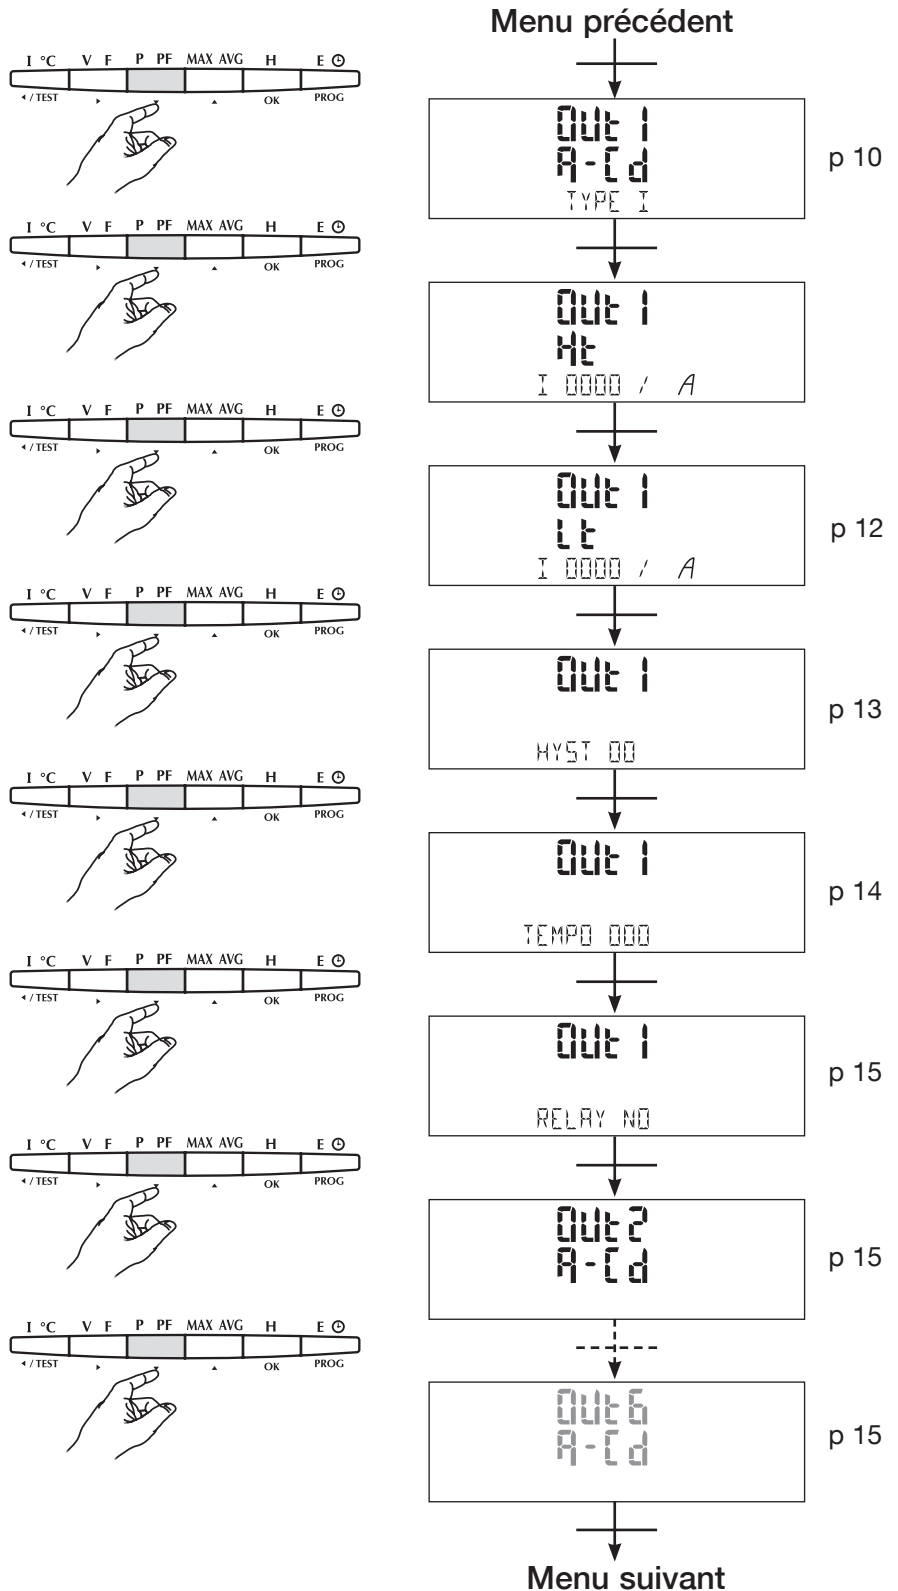 Menu précédent
I °C V F P PF MAX AVG H E
/ TEST OK PROG
OUt 1
A-Cd
TYPE I
p 10
I °C V F P PF MAX AVG H E
/ TEST OK PROG
OUt 1
Ht
I 0000 / A
I °C V F P PF MAX AVG H E
/ TEST OK PROG
OUt 1
Lt
I 0000 / A
p 12
I °C V F P PF MAX AVG H E
/ TEST OK PROG
OUt 1
HYST 00
p 13
I °C V F P PF MAX AVG H E
/ TEST OK PROG
OUt 1
TEMPO 000
p 14
I °C V F P PF MAX AVG H E
/ TEST OK PROG
OUt 1
RELAY NO
p 15
I °C V F P PF MAX AVG H E
/ TEST OK PROG
OUt 2
A-Cd
p 15
I °C V F P PF MAX AVG H E
/ TEST OK PROG
OUt 6
A-Cd
p 15
Menu suivant